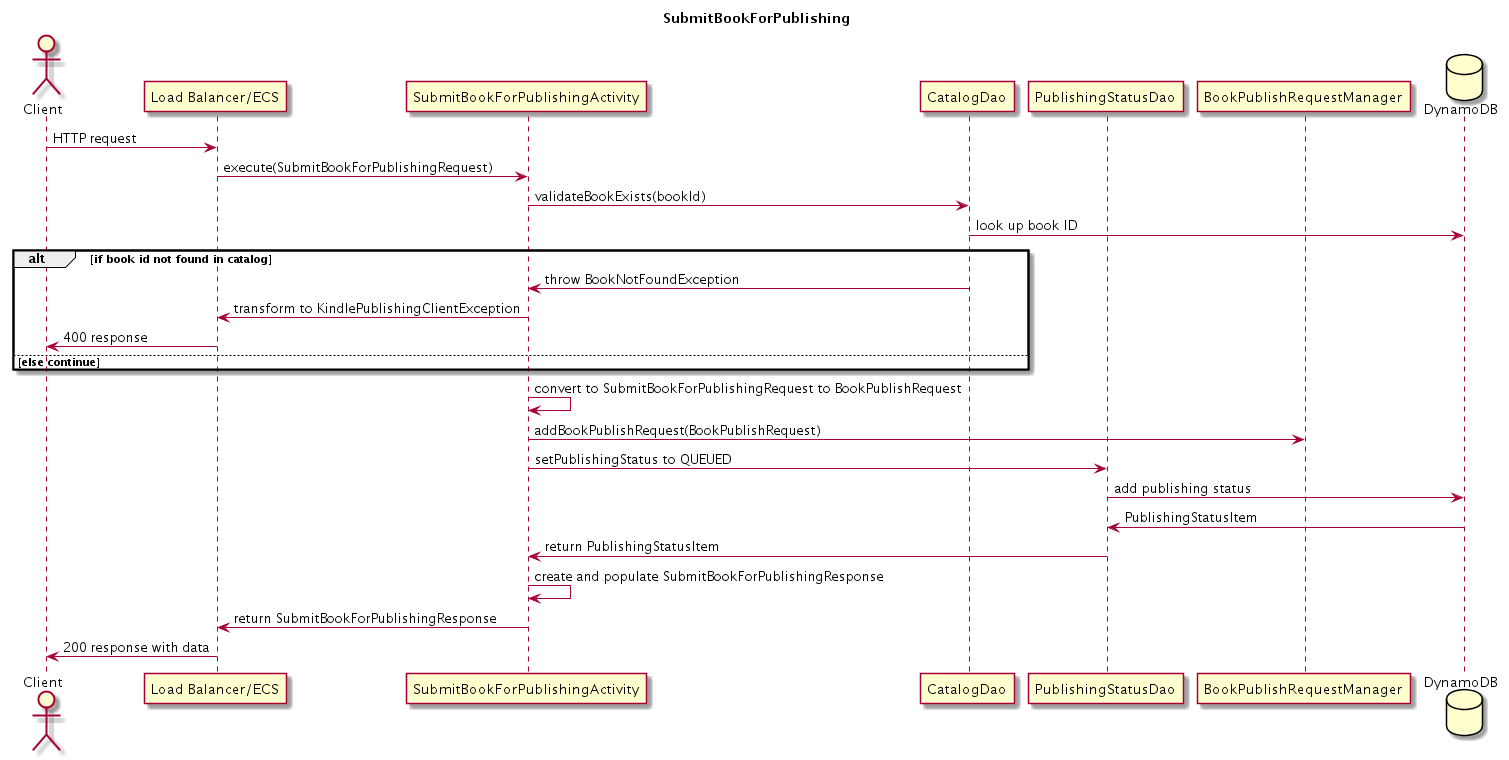 SubmitBookForPublishing
Client
Load Balancer/ECS
SubmitBookForPublishingActivity
CatalogDao
PublishingStatusDao
BookPublishRequestManager
DynamoDB
HTTP request
execute(SubmitBookForPublishingRequest)
validateBookExists(bookId)
look up book ID
alt
[if book id not found in catalog]
throw BookNotFoundException
transform to KindlePublishingClientException
400 response
[else continue]
convert to SubmitBookForPublishingRequest to BookPublishRequest
addBookPublishRequest(BookPublishRequest)
setPublishingStatus to QUEUED
add publishing status
PublishingStatusItem
return PublishingStatusItem
create and populate SubmitBookForPublishingResponse
return SubmitBookForPublishingResponse
200 response with data
Client
Load Balancer/ECS
SubmitBookForPublishingActivity
CatalogDao
PublishingStatusDao
BookPublishRequestManager
DynamoDB